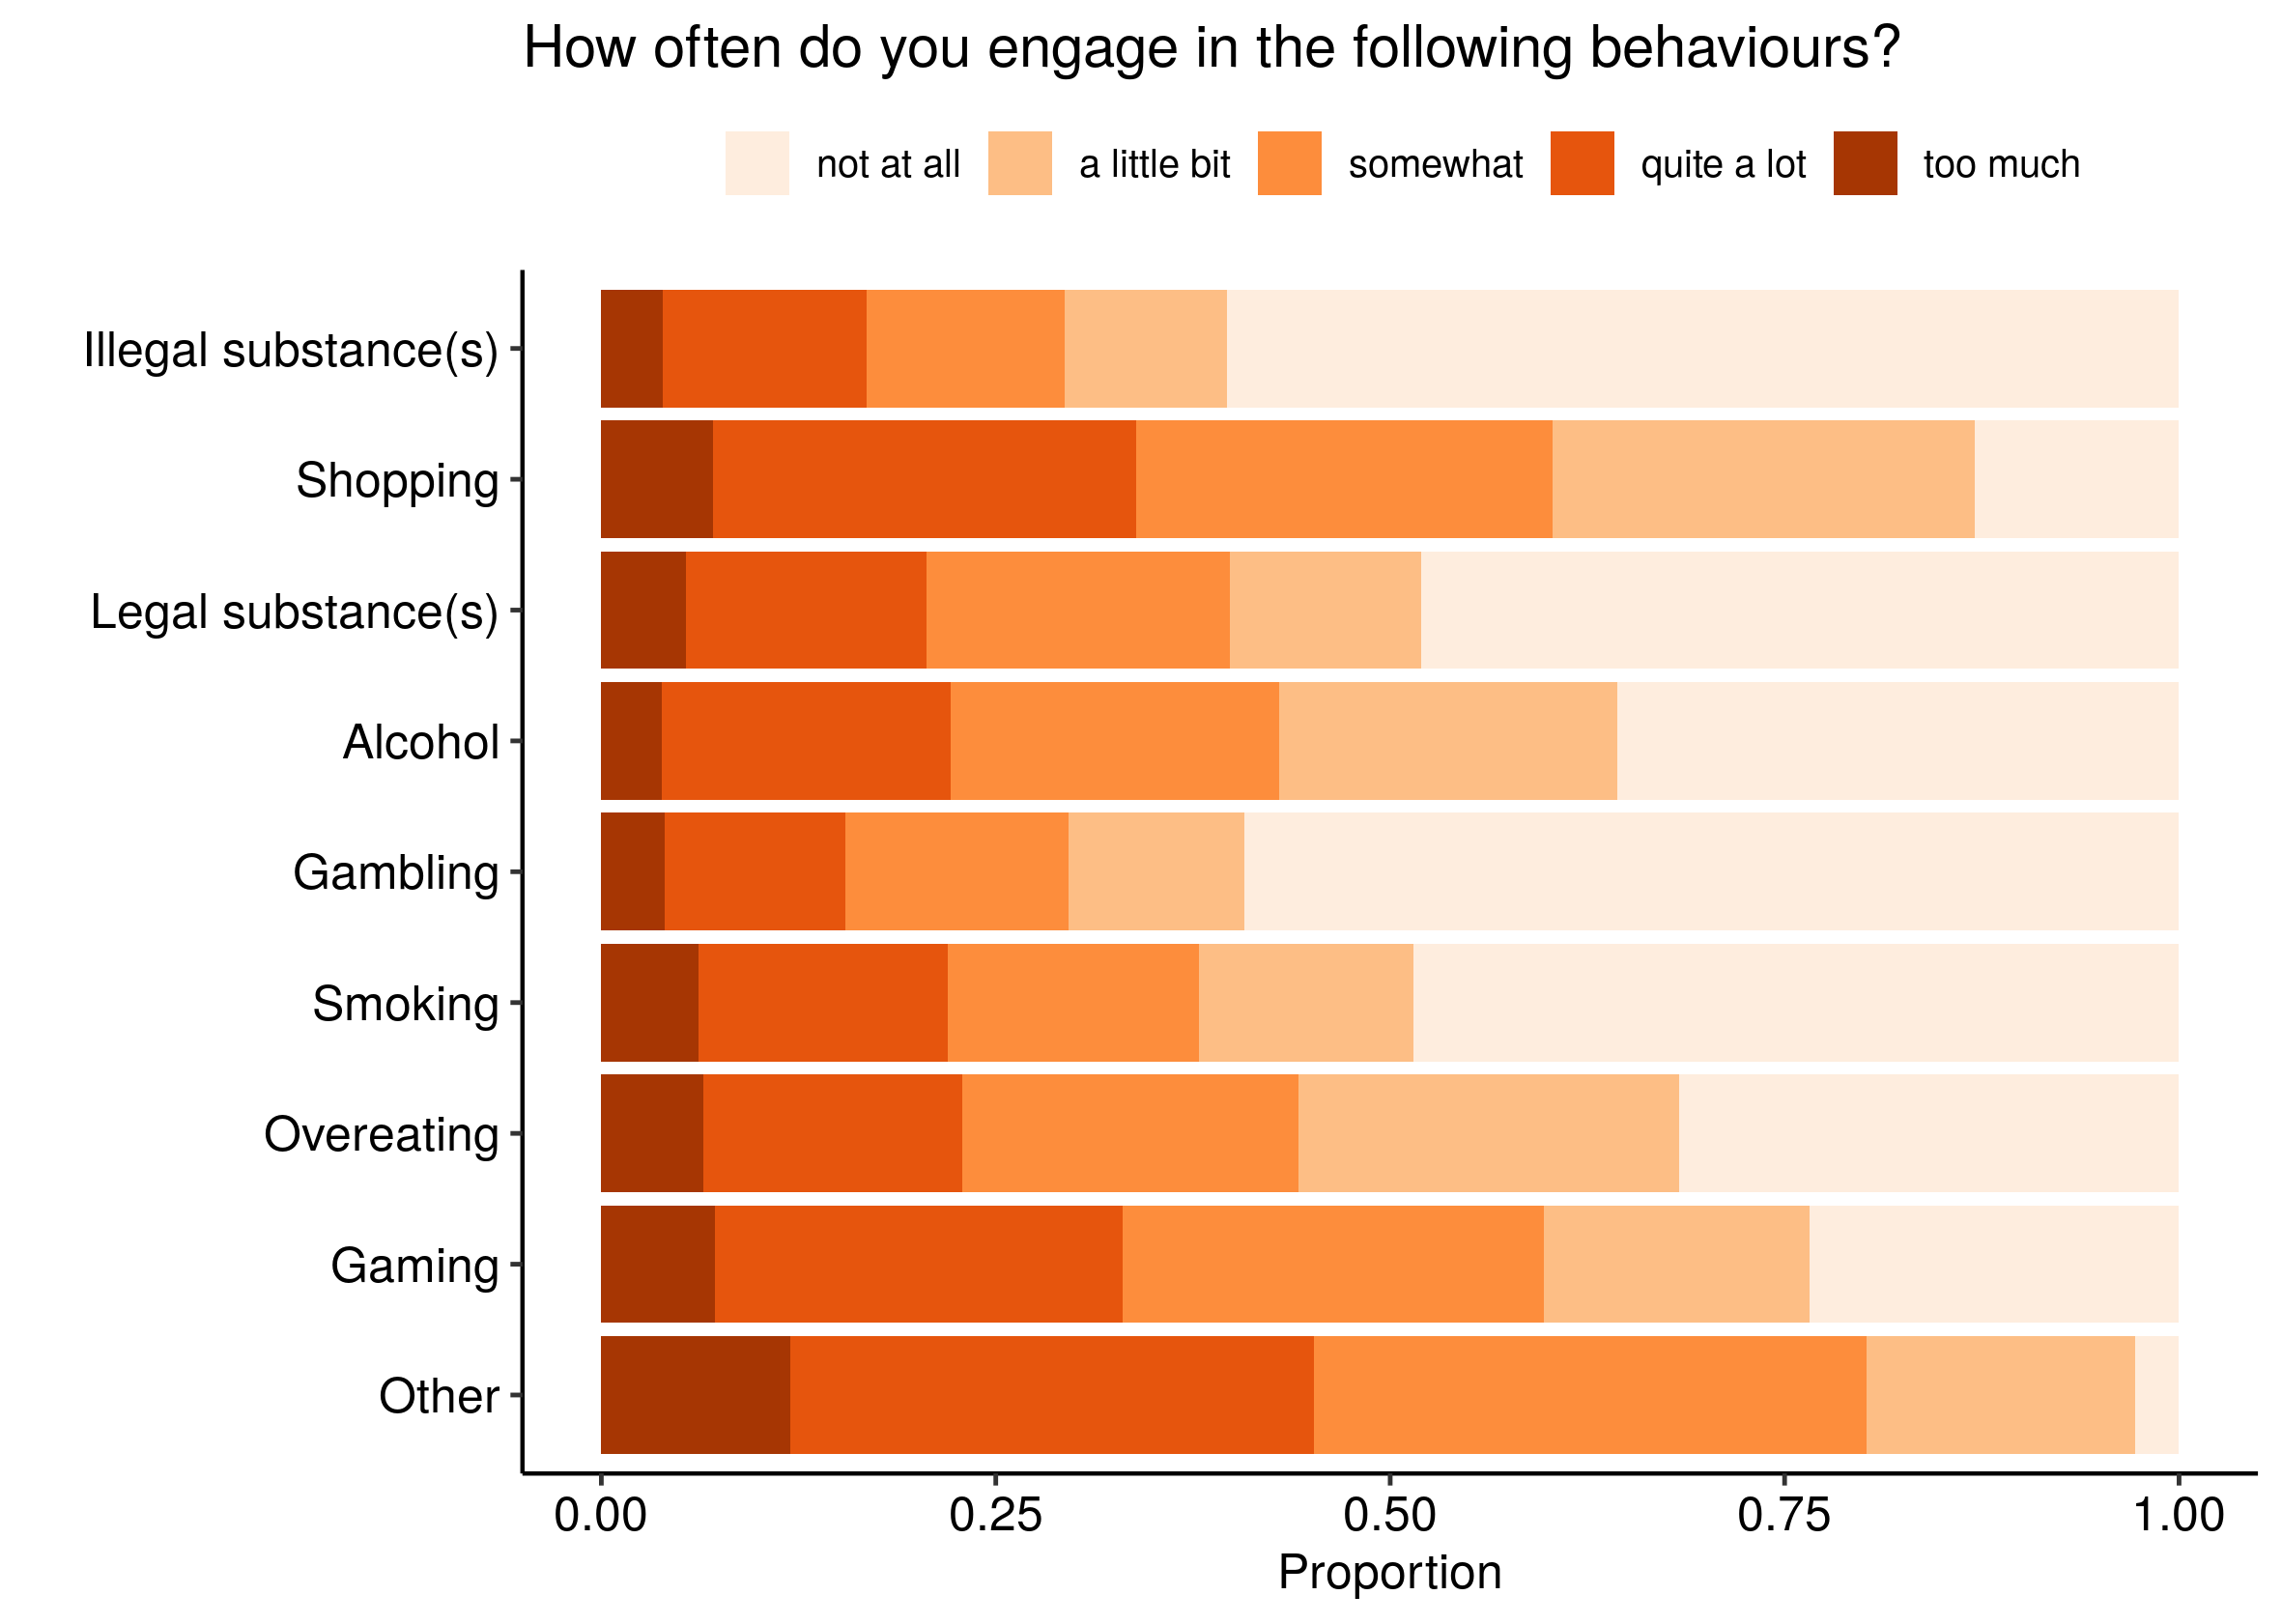 How often do you engage in the following behaviours?
not at all a little bit somewhat quite a lot too much
Illegal substance(s)
Shopping
Legal substance(s)
Alcohol
Gambling
Smoking
Overeating
Gaming
Other
0.00 0.25 0.50 0.75 1.00
Proportion